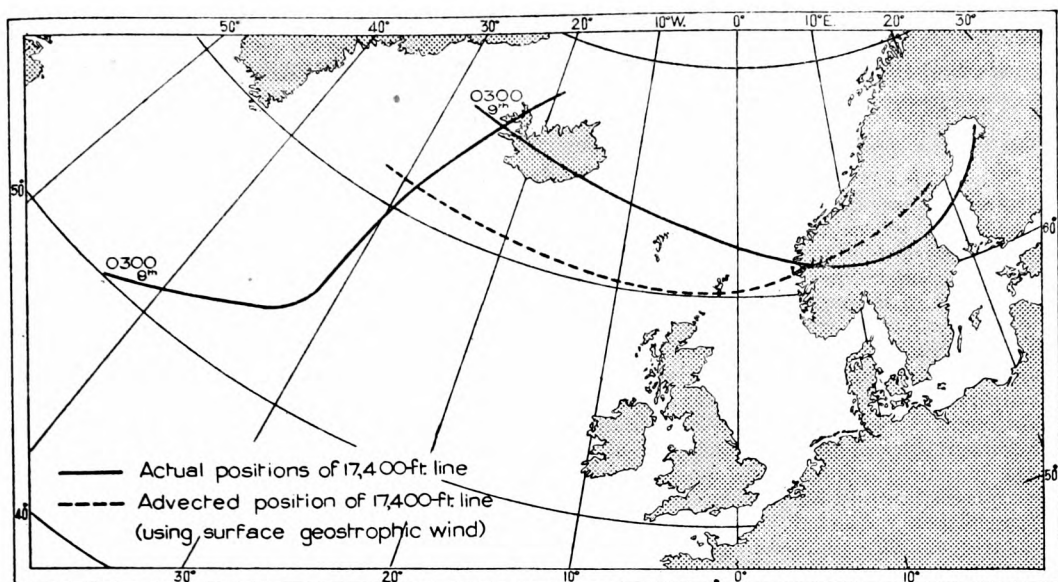 50° 40° 30° 20° 10°W. 0° 10°E. 20° 30°
0300
9th
50°
60°
0300
8th
Actual positions of 17,400-ft line
50°
Advected position of 17,400-ft line
40°
(using surface geostrophic wind)
30° 20° 10° 0° 10°